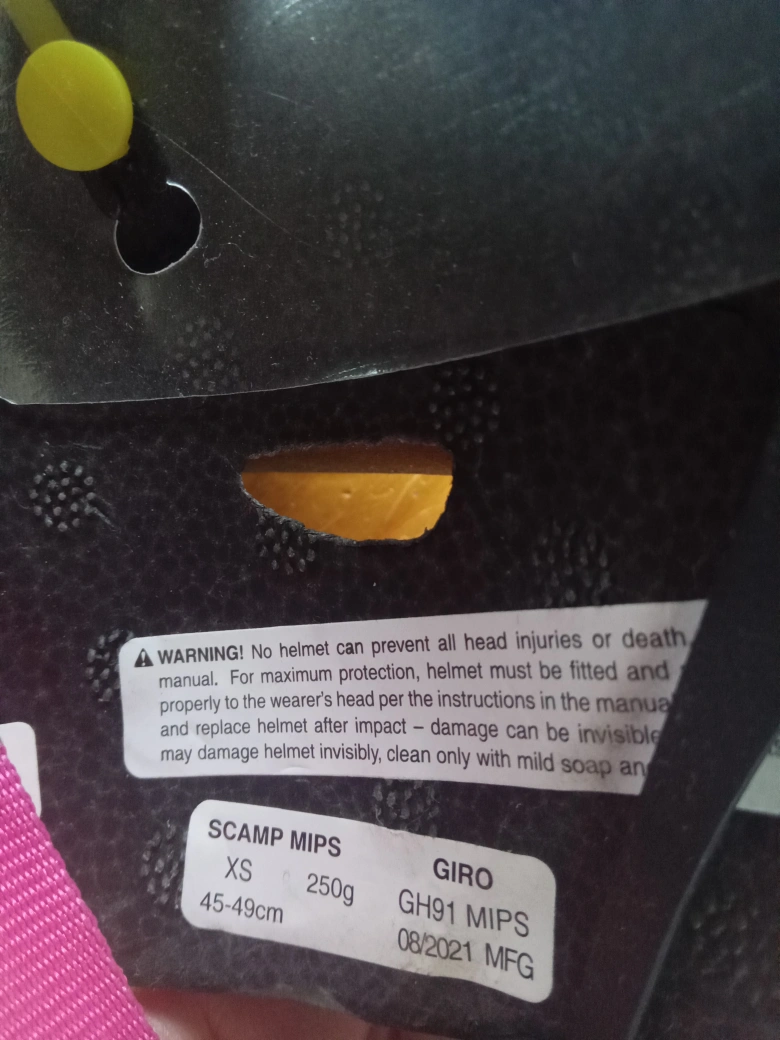 WARNING! No helmet can prevent all head injuries or death.
manual. For maximum protection, helmet must be fitted and
properly to the wearer's head per the instructions in the manua
and replace helmet after impact – damage can be invisible
may damage helmet invisibly, clean only with mild soap an
SCAMP MIPS
XS 250g
45-49cm
GIRO
GH91 MIPS
08/2021 MFG